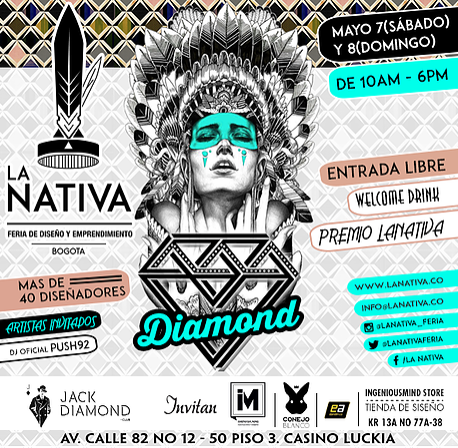 MAYO 7(SÁBADO)
Y 8(DOMINGO)
DE 10AM - 6PM
LA
NATIVA
FERIA DE DISEÑO Y EMPRENDIMIENTO
BOGOTA
ENTRADA LIBRE
WELCOME DRINK
PREMIO LANATIVA
MAS DE
40 DISEÑADORES
ARTISTAS INVITADOS
DJ OFICIAL PUSH92
Diamond
WWW.LANATIVA.CO
INFO@LANATIVA.CO
@LANATIVA_FERIA
@LANATIVAFERIA
/LA NATIVA
JACK
DIAMOND
CLUB
Invitan
iM
CONEJO
BLANCO
ea
INGENIOUSMIND STORE
TIENDA DE SISEÑO
KR 13A NO 77A-38
AV. CALLE 82 NO 12 - 50 PISO 3. CASINO LUCKIA